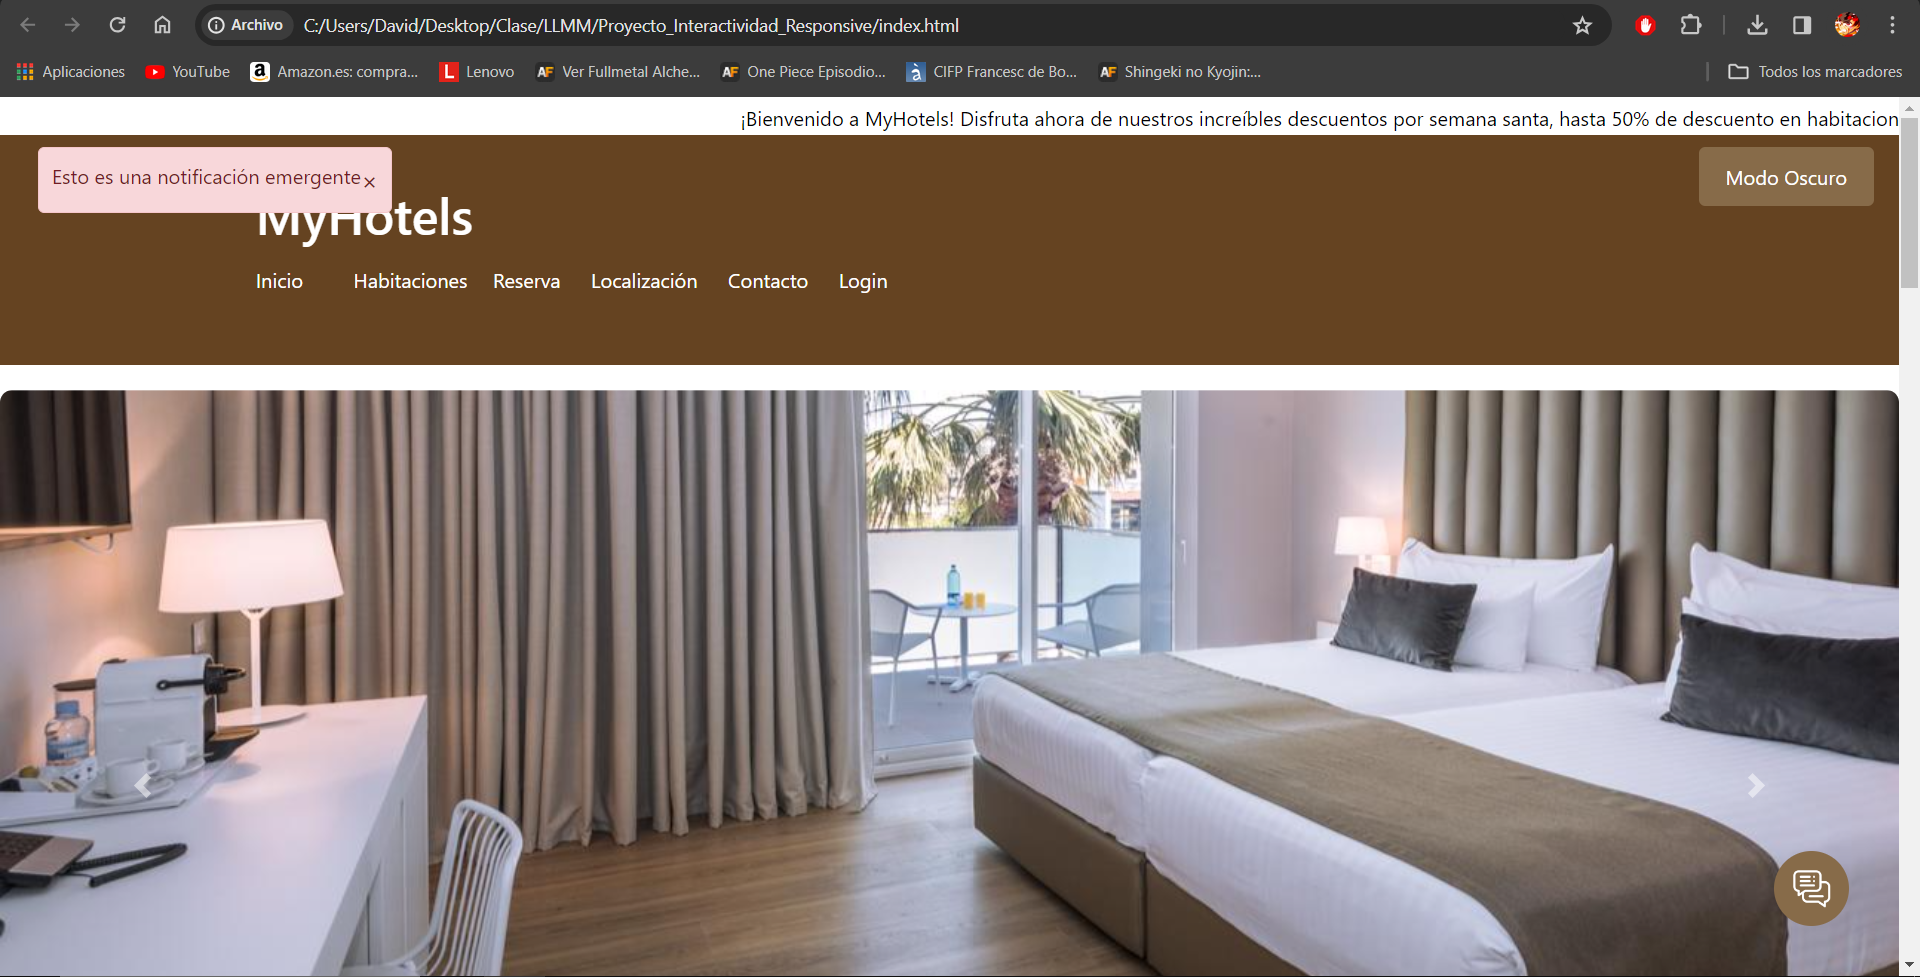 Archivo C:/Users/David/Desktop/Clase/LLMM/Proyecto_Interactividad_Responsive/index.html
Aplicaciones YouTube Amazon.es: compra... Lenovo Ver Fullmetal Alche... One Piece Episodio... CIFP Francesc de Bo... Shingeki no Kyojin:... Todos los marcadores
¡Bienvenido a MyHotels! Disfruta ahora de nuestros increíbles descuentos por semana santa, hasta 50% de descuento en habitacion
Esto es una notificación emergente ×
Modo Oscuro
MyHotels
Inicio Habitaciones Reserva Localización Contacto Login